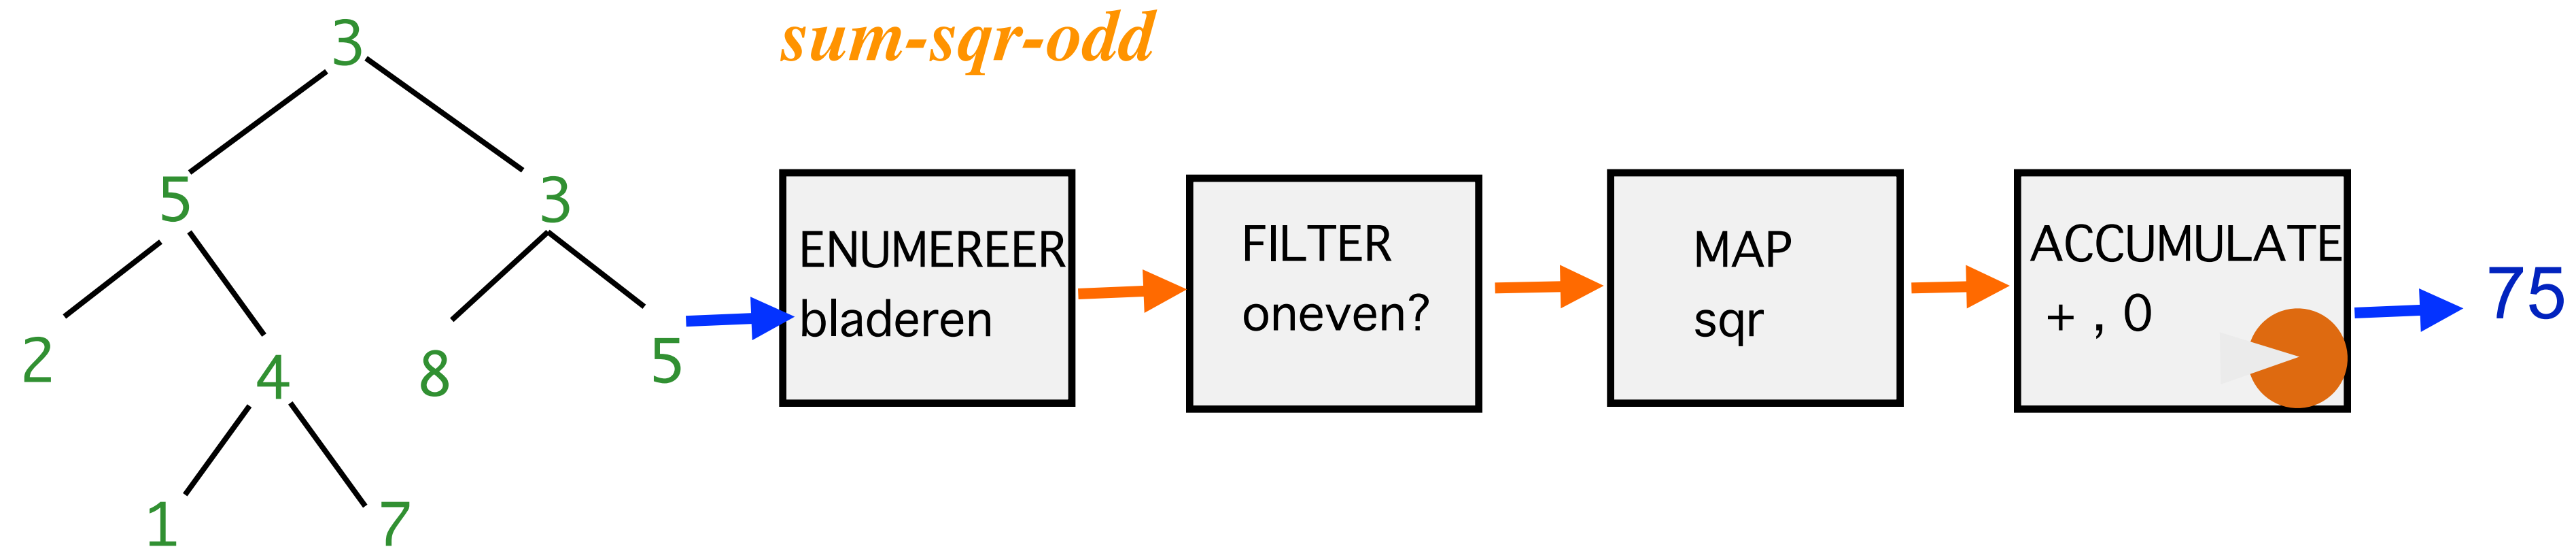 sum-sqr-odd
3
5
3
2
4
8
5
1
7
ENUMEREER
bladeren
FILTER
oneven?
MAP
sqr
ACCUMULATE
+ , 0
75